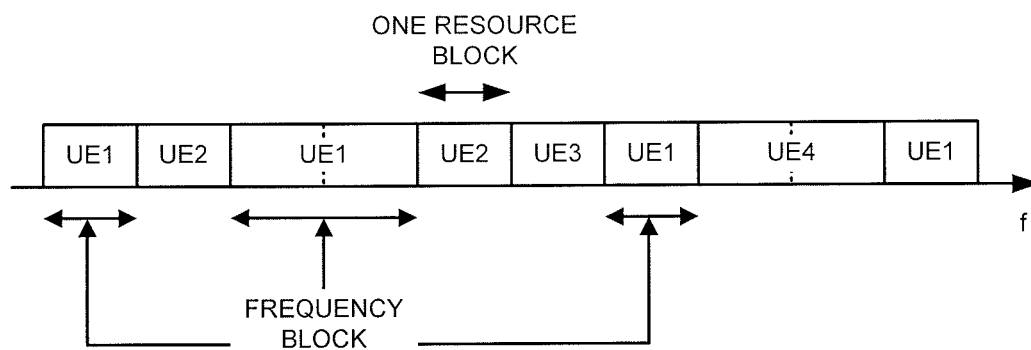 ONE RESOURCE
BLOCK
UE1 UE2 UE1 UE2 UE3 UE1 UE4 UE1
f
FREQUENCY
BLOCK